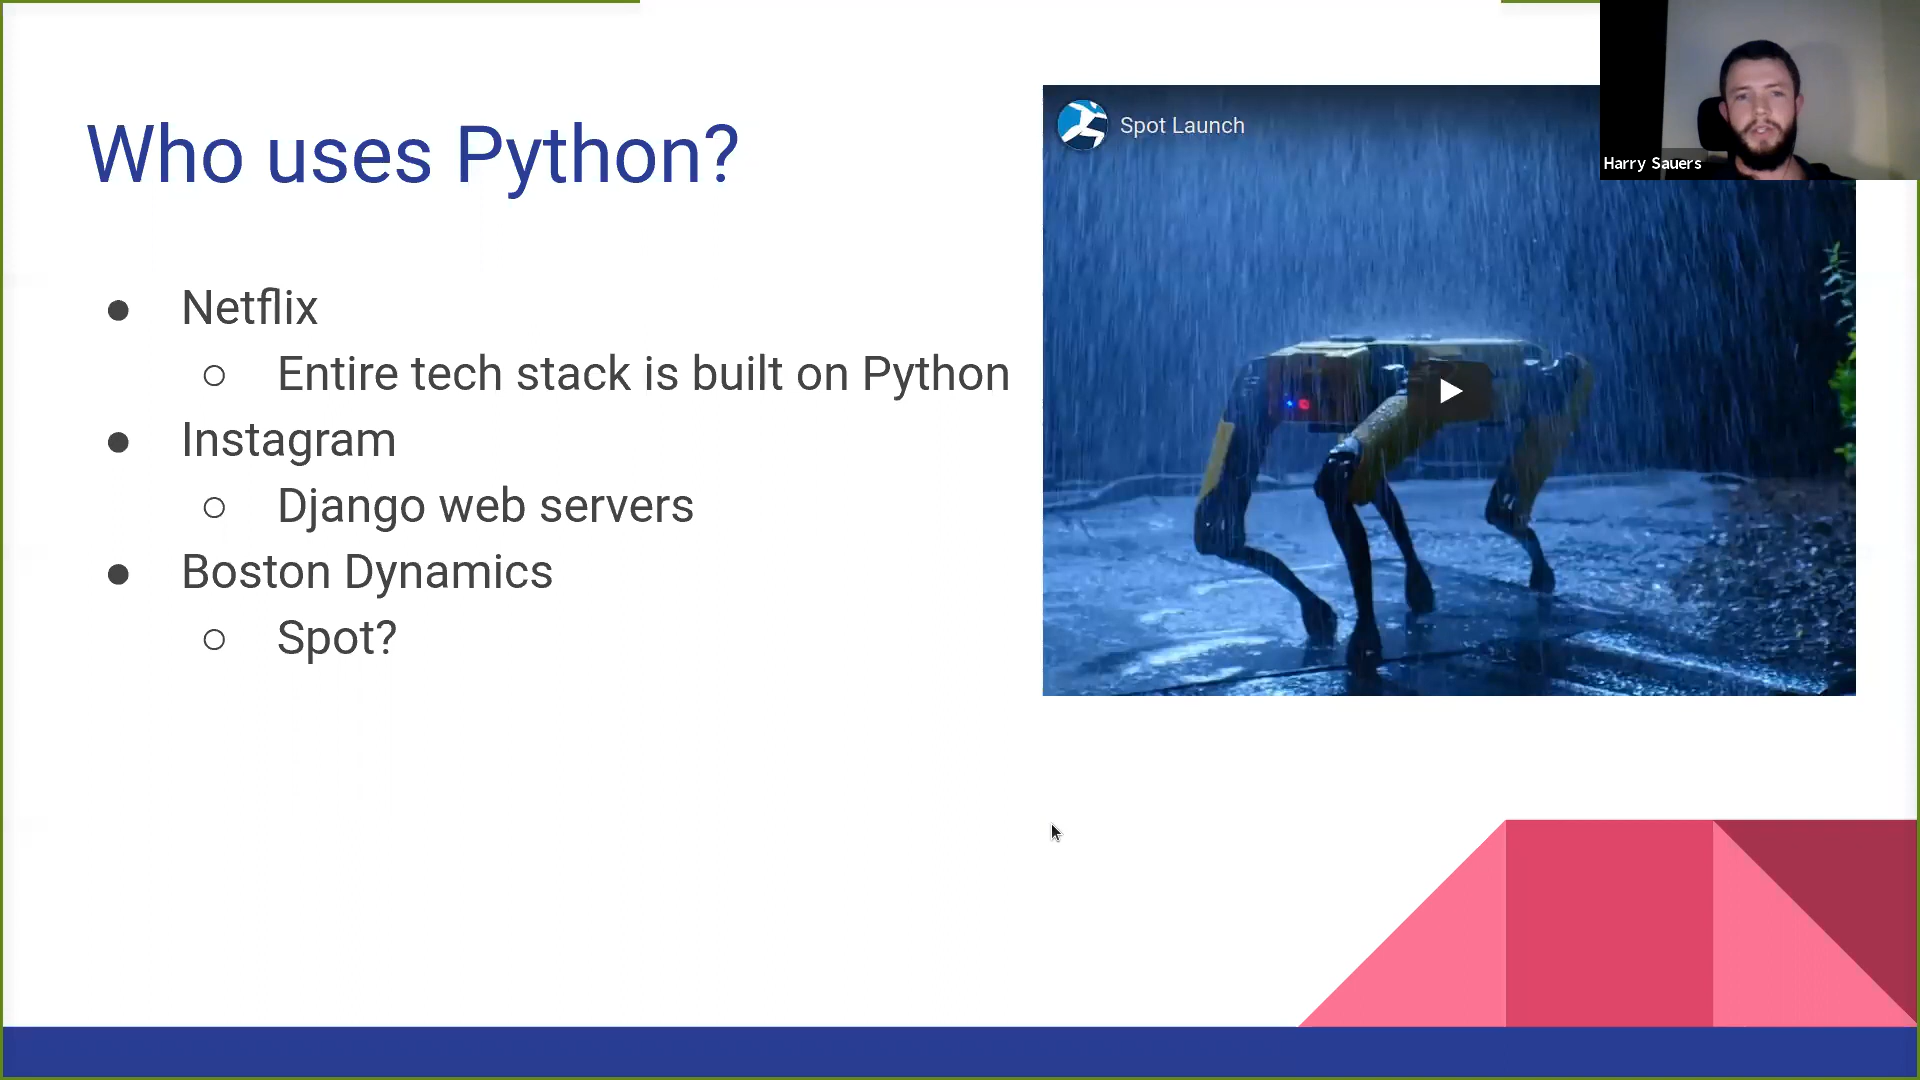 Who uses Python?
Netflix
Entire tech stack is built on Python
Instagram
Django web servers
Boston Dynamics
Spot?
Spot Launch
Harry Sauers